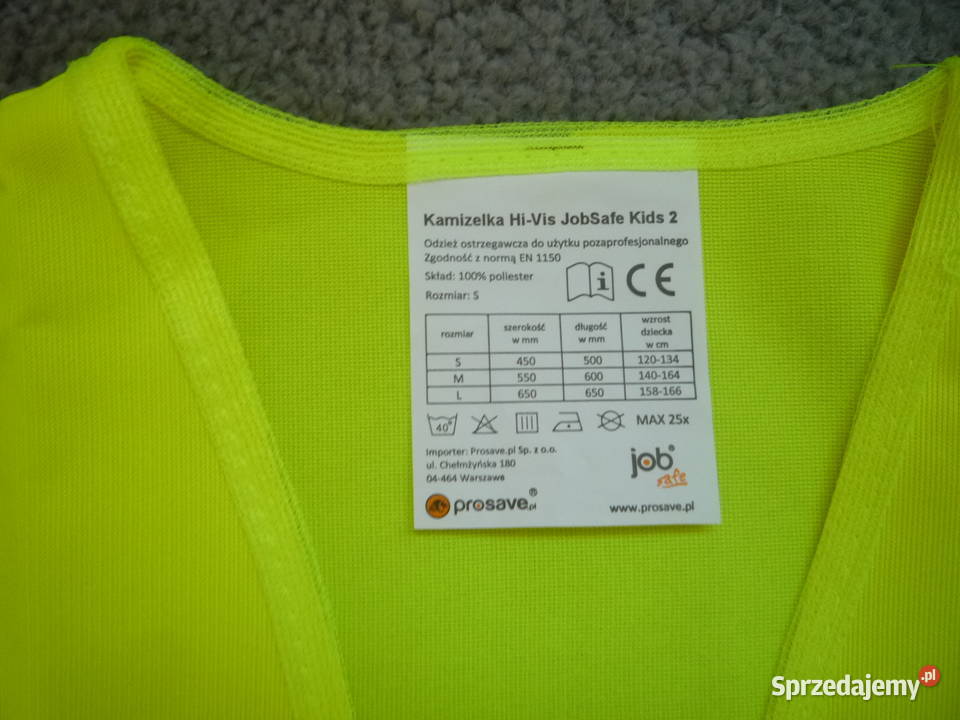 Kamizelka Hi-Vis JobSafe Kids 2
Odzież ostrzegawcza do użytku pozaprofesjonalnego
Zgodność z normą EN 1150
Skład: 100% poliester
Rozmiar: S
i CE
rozmiar szerokość w mm długość w mm wzrost dziecka w cm
S 450 500 120-134
M 550 600 140-164
L 650 650 158-166
40° MAX 25x
Importer: Prosave.pl Sp. z o.o.
ul. Chełmżyńska 180
04-464 Warszawa
job®
safe
prosave.pl®
www.prosave.pl
Sprzedajemy.pl